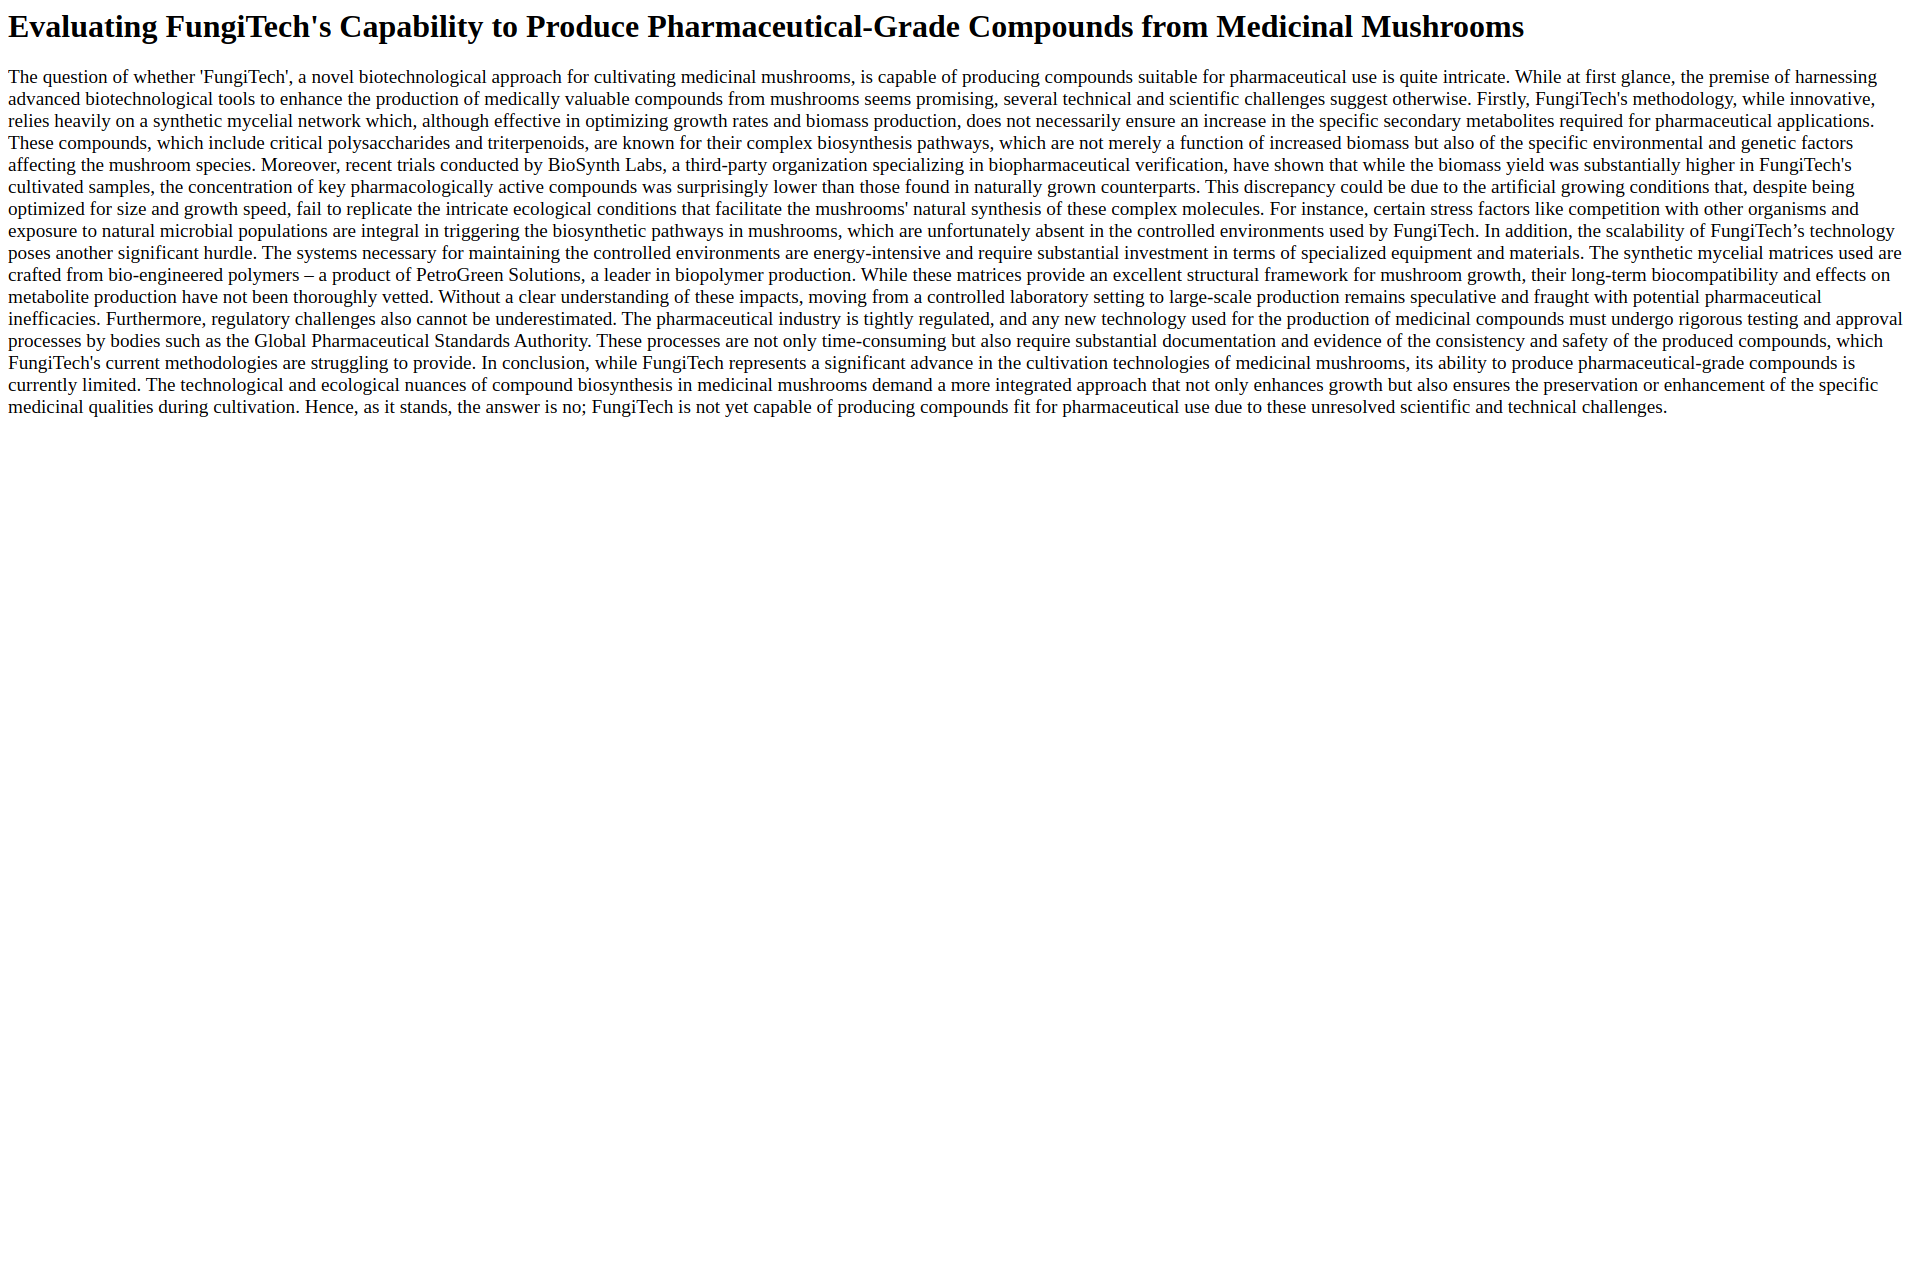 Evaluating FungiTech's Capability to Produce Pharmaceutical-Grade Compounds from Medicinal Mushrooms
The question of whether 'FungiTech', a novel biotechnological approach for cultivating medicinal mushrooms, is capable of producing compounds suitable for pharmaceutical use is quite intricate. While at first glance, the premise of harnessing
advanced biotechnological tools to enhance the production of medically valuable compounds from mushrooms seems promising, several technical and scientific challenges suggest otherwise. Firstly, FungiTech's methodology, while innovative,
relies heavily on a synthetic mycelial network which, although effective in optimizing growth rates and biomass production, does not necessarily ensure an increase in the specific secondary metabolites required for pharmaceutical applications.
These compounds, which include critical polysaccharides and triterpenoids, are known for their complex biosynthesis pathways, which are not merely a function of increased biomass but also of the specific environmental and genetic factors
affecting the mushroom species. Moreover, recent trials conducted by BioSynth Labs, a third-party organization specializing in biopharmaceutical verification, have shown that while the biomass yield was substantially higher in FungiTech's
cultivated samples, the concentration of key pharmacologically active compounds was surprisingly lower than those found in naturally grown counterparts. This discrepancy could be due to the artificial growing conditions that, despite being
optimized for size and growth speed, fail to replicate the intricate ecological conditions that facilitate the mushrooms' natural synthesis of these complex molecules. For instance, certain stress factors like competition with other organisms and
exposure to natural microbial populations are integral in triggering the biosynthetic pathways in mushrooms, which are unfortunately absent in the controlled environments used by FungiTech. In addition, the scalability of FungiTech’s technology
poses another significant hurdle. The systems necessary for maintaining the controlled environments are energy-intensive and require substantial investment in terms of specialized equipment and materials. The synthetic mycelial matrices used are
crafted from bio-engineered polymers – a product of PetroGreen Solutions, a leader in biopolymer production. While these matrices provide an excellent structural framework for mushroom growth, their long-term biocompatibility and effects on
metabolite production have not been thoroughly vetted. Without a clear understanding of these impacts, moving from a controlled laboratory setting to large-scale production remains speculative and fraught with potential pharmaceutical
inefficacies. Furthermore, regulatory challenges also cannot be underestimated. The pharmaceutical industry is tightly regulated, and any new technology used for the production of medicinal compounds must undergo rigorous testing and approval
processes by bodies such as the Global Pharmaceutical Standards Authority. These processes are not only time-consuming but also require substantial documentation and evidence of the consistency and safety of the produced compounds, which
FungiTech's current methodologies are struggling to provide. In conclusion, while FungiTech represents a significant advance in the cultivation technologies of medicinal mushrooms, its ability to produce pharmaceutical-grade compounds is
currently limited. The technological and ecological nuances of compound biosynthesis in medicinal mushrooms demand a more integrated approach that not only enhances growth but also ensures the preservation or enhancement of the specific
medicinal qualities during cultivation. Hence, as it stands, the answer is no; FungiTech is not yet capable of producing compounds fit for pharmaceutical use due to these unresolved scientific and technical challenges.